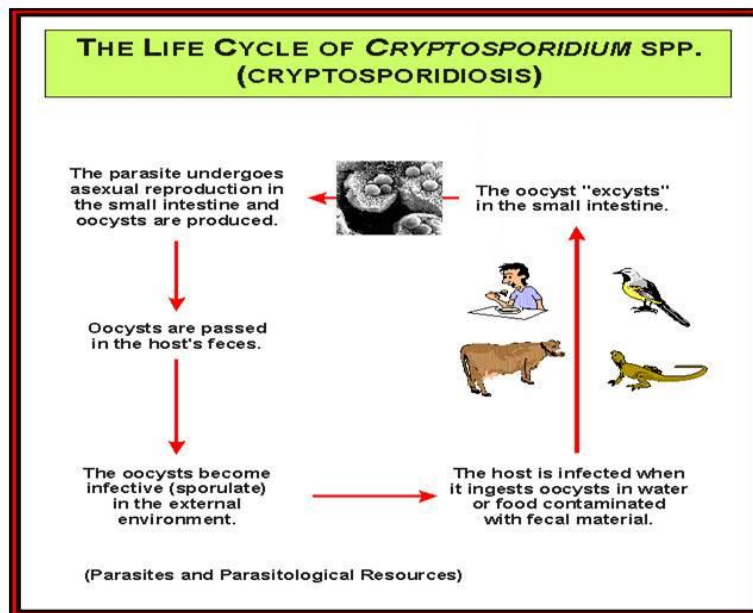 THE LIFE CYCLE OF CRYPTOSPORIDIUM SPP.
(CRYPTOSPORIDIOSIS)
The parasite undergoes
asexual reproduction in
the small intestine and
oocysts are produced.
The oocyst "excysts"
in the small intestine.
Oocysts are passed
in the host's feces.
The oocysts become
infective (sporulate)
in the external
environment.
The host is infected when
it ingests oocysts in water
or food contaminated
with fecal material.
(Parasites and Parasitological Resources)